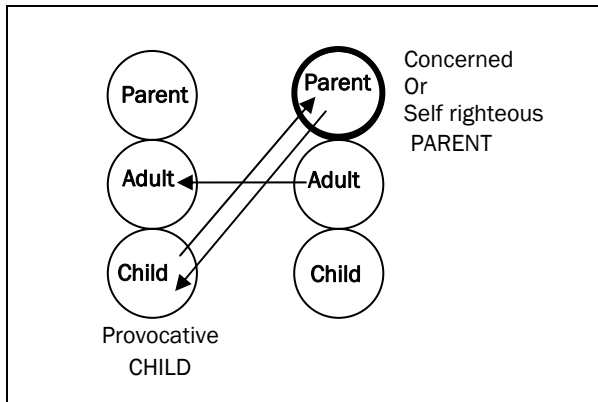 Parent
Adult
Child
Provocative
CHILD
Parent
Adult
Child
Concerned
Or
Self righteous
PARENT